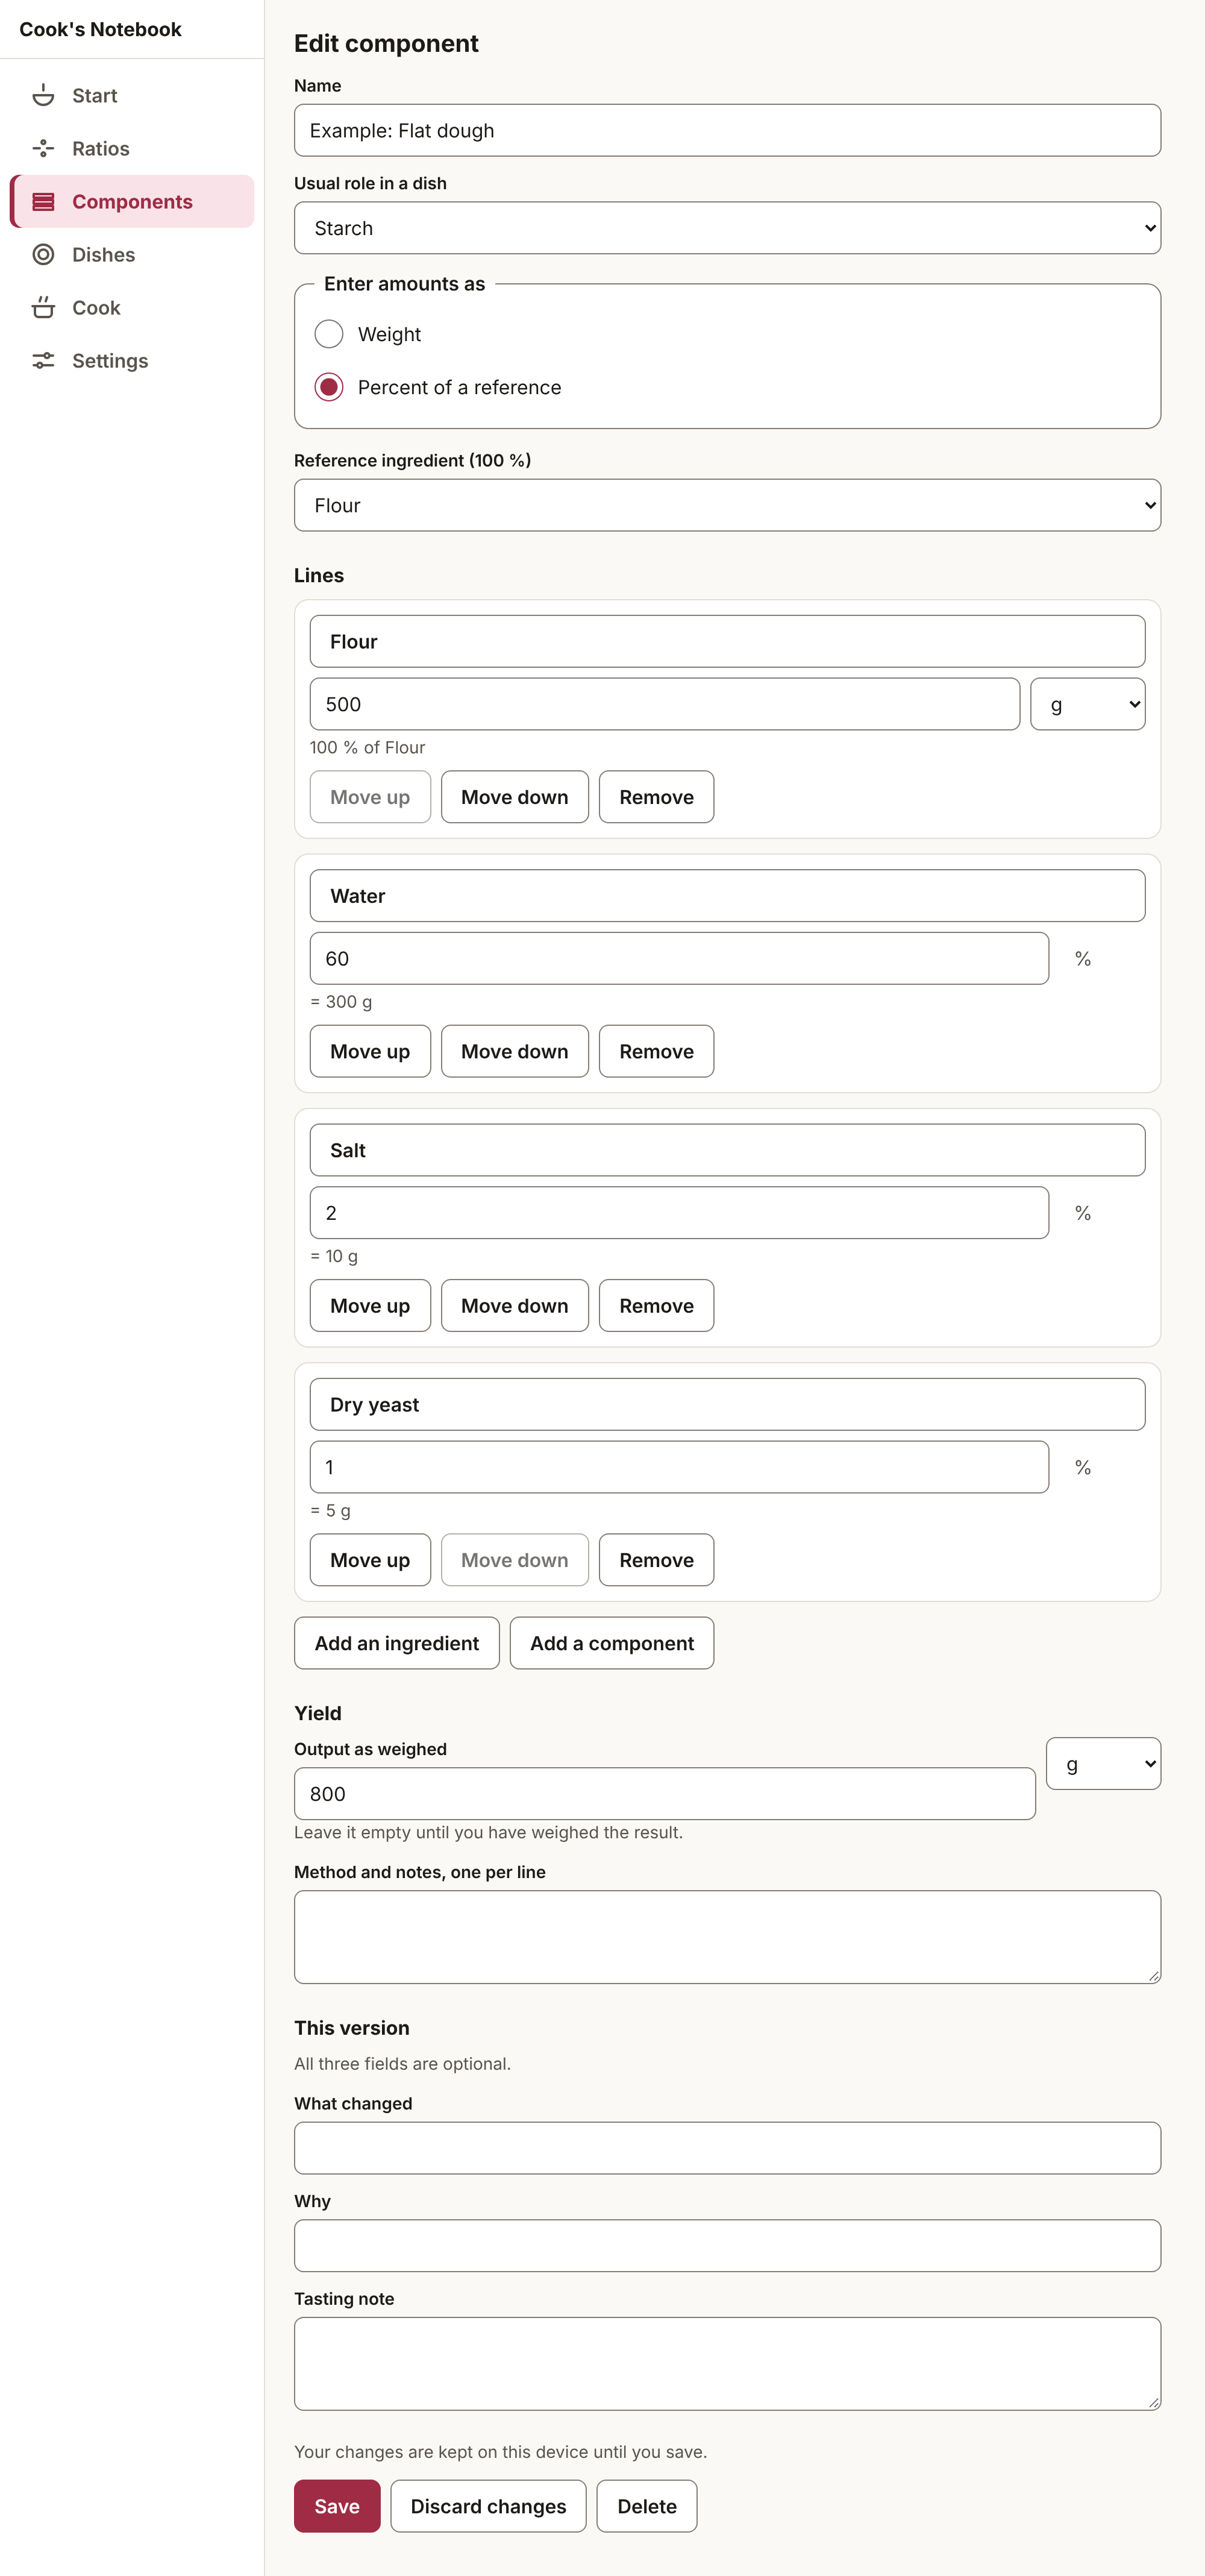 Cook's Notebook
Start
Ratios
Components
Dishes
Cook
Settings
Edit component
Name
Example: Flat dough
Usual role in a dish
Starch
Enter amounts as
Weight
Percent of a reference
Reference ingredient (100 %)
Flour
Lines
Flour
500 g
100 % of Flour
Move up Move down Remove
Water
60 %
= 300 g
Move up Move down Remove
Salt
2 %
= 10 g
Move up Move down Remove
Dry yeast
1 %
= 5 g
Move up Move down Remove
Add an ingredient Add a component
Yield
Output as weighed
800 g
Leave it empty until you have weighed the result.
Method and notes, one per line
This version
All three fields are optional.
What changed
Why
Tasting note
Your changes are kept on this device until you save.
Save Discard changes Delete